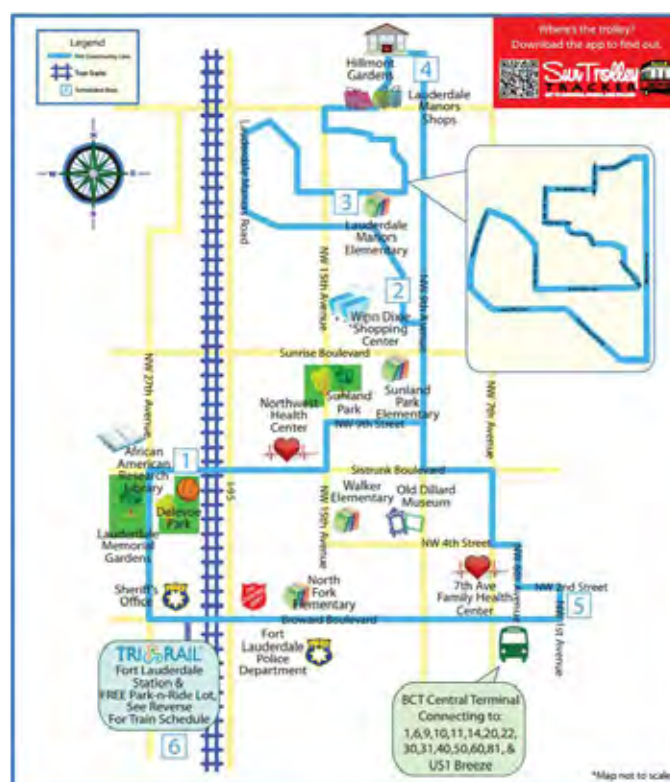 Legend
Train Tracks
Where's the trolley?
Download the app to find out.
Sun Trolley
TRACKER
Hillmont
Gardens
4
Lauderdale
Manors
Shops
Lauderdale Manors Road
3
Lauderdale
Manors
Elementary
NW 15th Avenue
NW 9th Avenue
2
Winn Dixie
Shopping
Center
Sunrise Boulevard
NW 27th Avenue
NW 7th Avenue
Northwest
Health
Center
Sunland
Park
Sunland
Park
Elementary
NW 9th Street
African
American
Research
Library
1
Sistrunk Boulevard
I-95
Delevoe
Park
Lauderdale
Memorial
Gardens
NW 15th Avenue
Walker
Elementary
Old Dillard
Museum
NW 4th Street
Sheriff's
Office
North
Fork
Elementary
7th Ave
Family Health
Center
NW 2nd Street
5
NW 1st Avenue
Broward Boulevard
Fort
Lauderdale
Police
Department
TRI RAIL
Fort Lauderdale
Station &
FREE Park-n-Ride Lot,
See Reverse
For Train Schedule
6
BCT Central Terminal
Connecting to:
1,6,9,10,11,14,20,22,
30,31,40,50,60,81, &
US1 Breeze
*Map not to scale